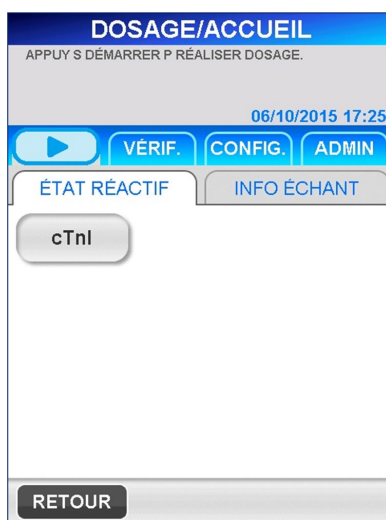 DOSAGE/ACCUEIL
APPUY S DÉMARRER P RÉALISER DOSAGE.
06/10/2015 17:25
VÉRIF. CONFIG. ADMIN
ÉTAT RÉACTIF INFO ÉCHANT
cTnI
RETOUR